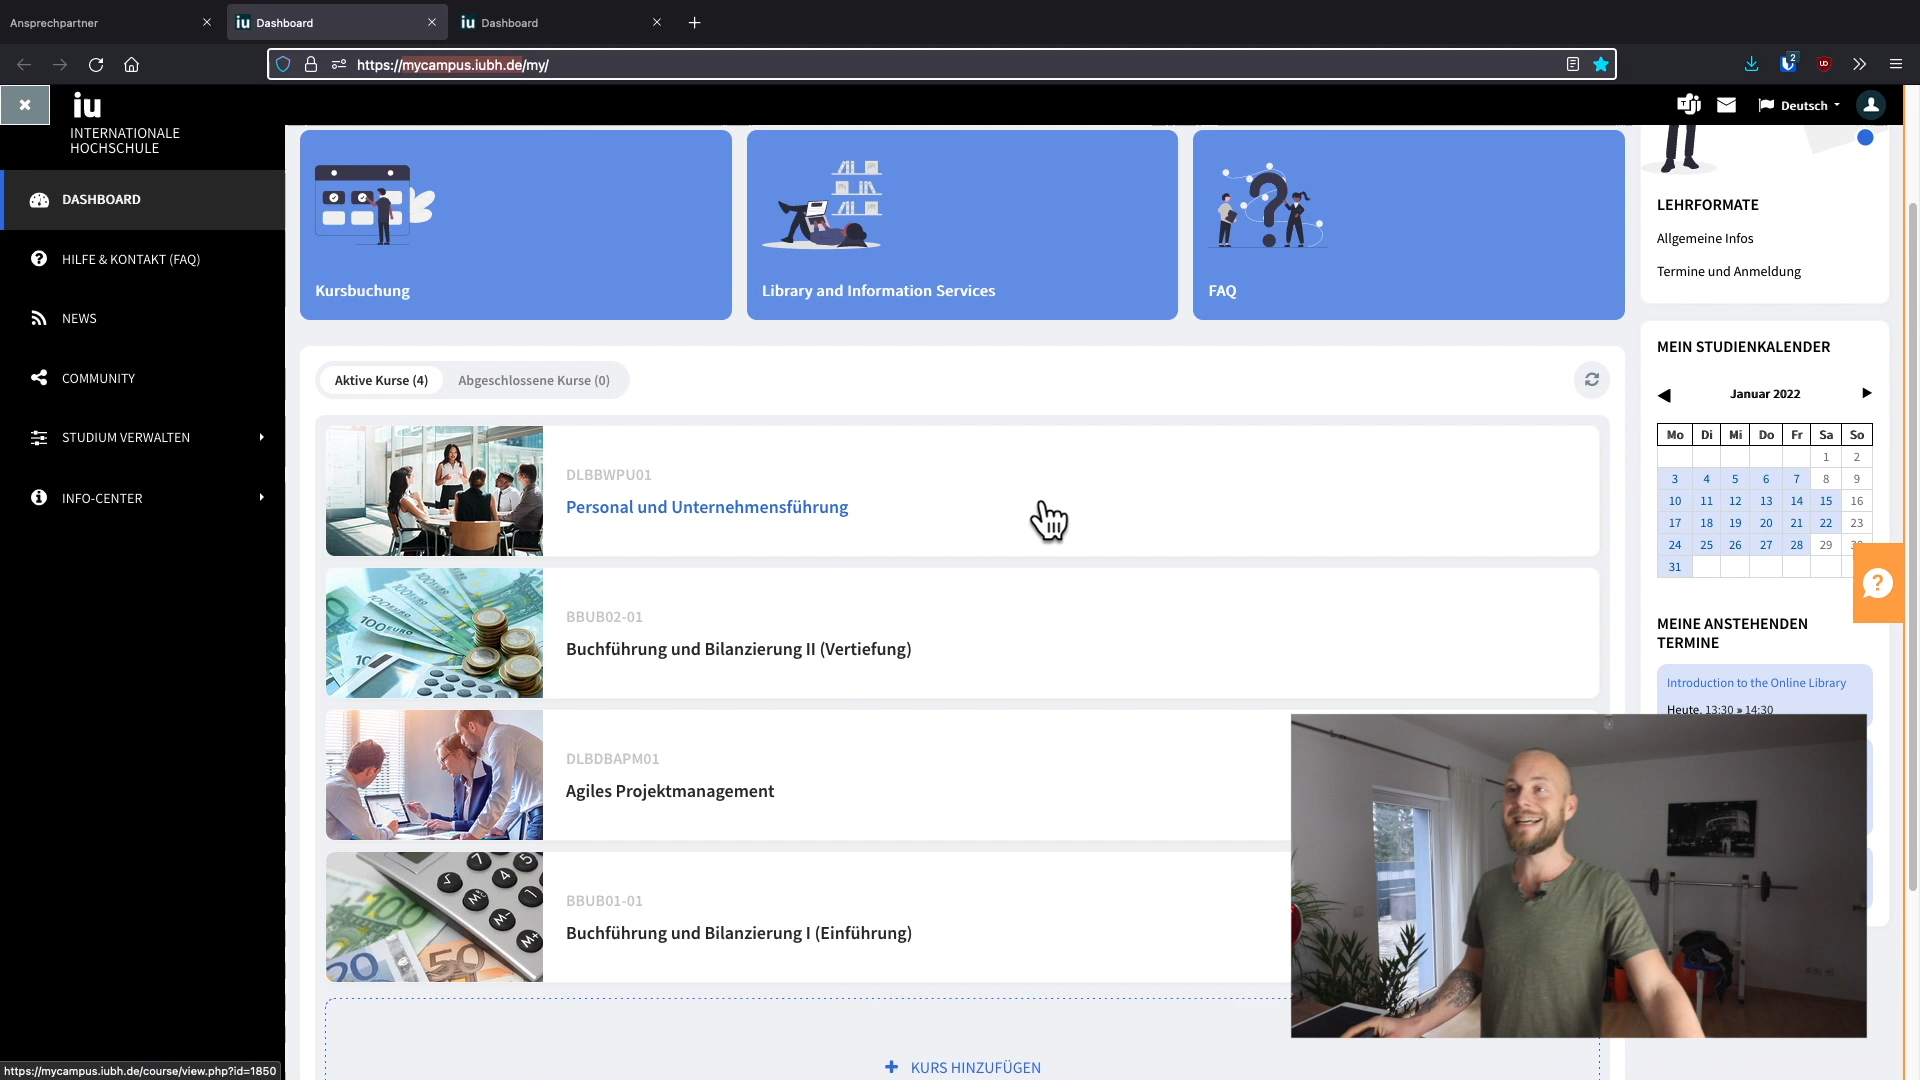 Ansprechpartner
iu Dashboard
iu Dashboard
https://mycampus.iubh.de/my/
2
iu
INTERNATIONALE
HOCHSCHULE
Deutsch
DASHBOARD
HILFE & KONTAKT (FAQ)
NEWS
COMMUNITY
STUDIUM VERWALTEN
INFO-CENTER
Kursbuchung
Library and Information Services
FAQ
Aktive Kurse (4)
Abgeschlossene Kurse (0)
DLBBWPU01
Personal und Unternehmensführung
BBUB02-01
Buchführung und Bilanzierung II (Vertiefung)
DLBDBAPM01
Agiles Projektmanagement
BBUB01-01
Buchführung und Bilanzierung I (Einführung)
+ KURS HINZUFÜGEN
LEHRFORMATE
Allgemeine Infos
Termine und Anmeldung
MEIN STUDIENKALENDER
Januar 2022
Mo Di Mi Do Fr Sa So
1 2
3 4 5 6 7 8 9
10 11 12 13 14 15 16
17 18 19 20 21 22 23
24 25 26 27 28 29
31
?
MEINE ANSTEHENDEN
TERMINE
Introduction to the Online Library
Heute, 13:30 » 14:30
https://mycampus.iubh.de/course/view.php?id=1850